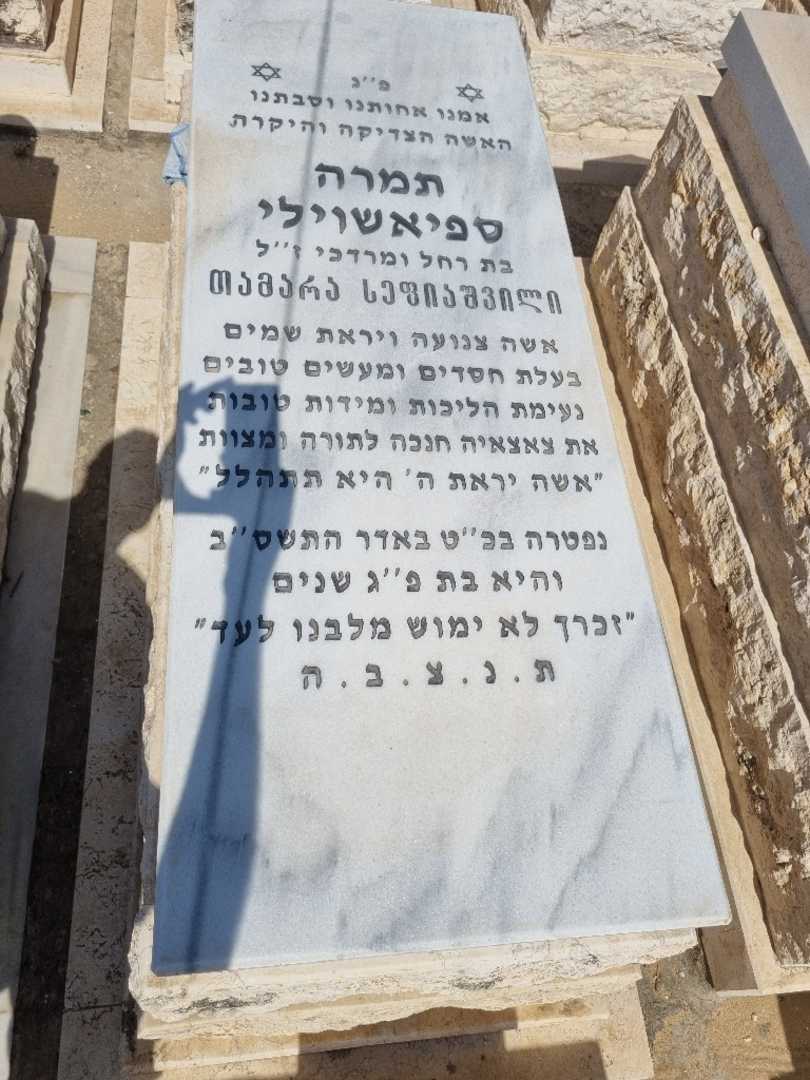 פ''נ
אמנו אחותנו וסבתנו
האשה הצדיקה והיקרת
תמרה
ספיאשוילי
בת רחל ומרדכי ז''ל
თამარა სეფიაშვილი
אשה צנועה ויראת שמים
בעלת חסדים ומעשים טובים
נעימת הליכות ומידות טובות
את צאצאיה חנכה לתורה ומצוות
"אשה יראת ה' היא תתהלל"
נפטרה בכ''ט באדר התשס''ב
והיא בת פ''ג שנים
"זכרך לא ימוש מלבנו לעד"
ת . נ . צ . ב . ה